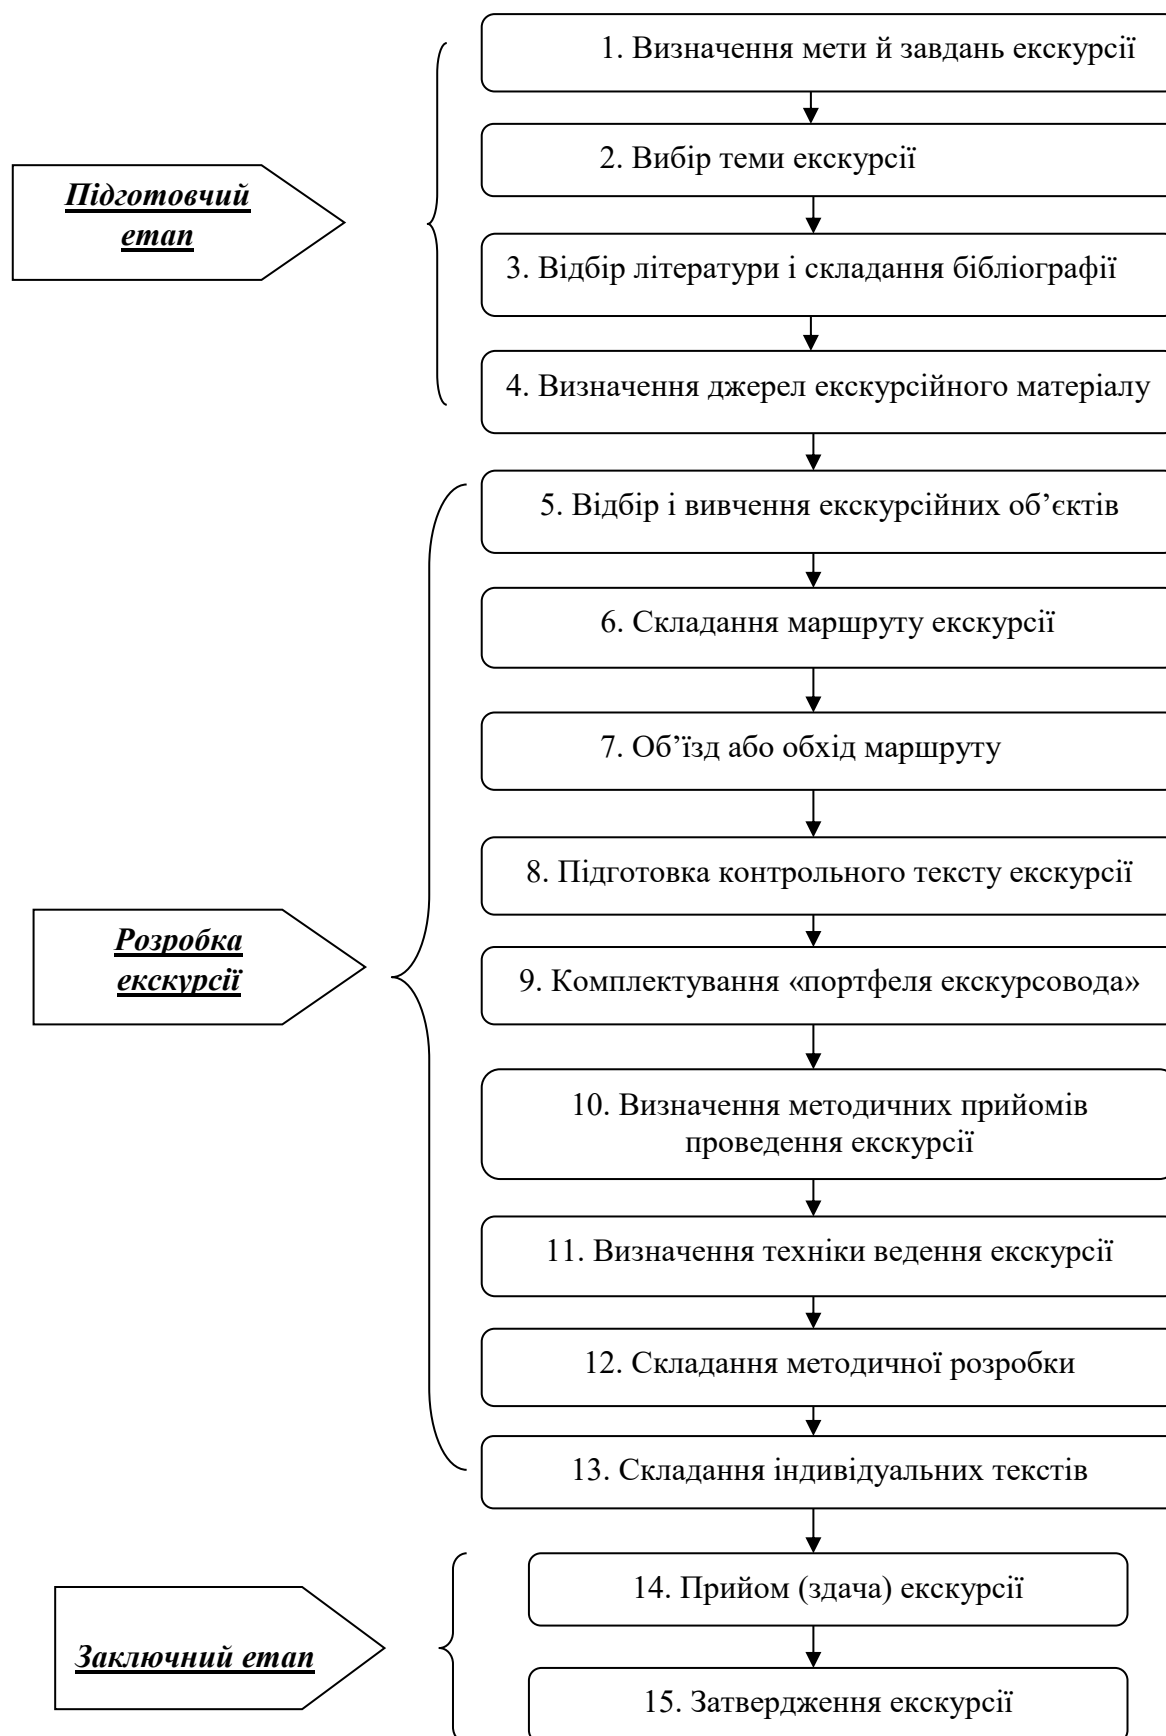 1. Визначення мети й завдань екскурсії
2. Вибір теми екскурсії
Підготовчий
етап
3. Відбір літератури і складання бібліографії
4. Визначення джерел екскурсійного матеріалу
5. Відбір і вивчення екскурсійних об’єктів
6. Складання маршруту екскурсії
7. Об’їзд або обхід маршруту
8. Підготовка контрольного тексту екскурсії
Розробка
екскурсії
9. Комплектування «портфеля екскурсовода»
10. Визначення методичних прийомів
проведення екскурсії
11. Визначення техніки ведення екскурсії
12. Складання методичної розробки
13. Складання індивідуальних текстів
14. Прийом (здача) екскурсії
Заключний етап
15. Затвердження екскурсії